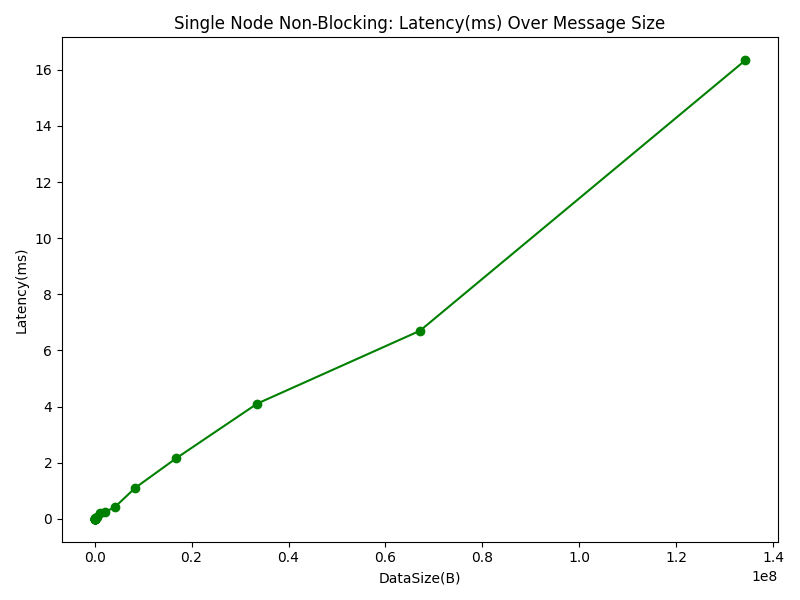 Single Node Non-Blocking: Latency(ms) Over Message Size
Latency(ms)
16
14
12
10
8
6
4
2
0
0.0 0.2 0.4 0.6 0.8 1.0 1.2 1.4
1e8
DataSize(B)